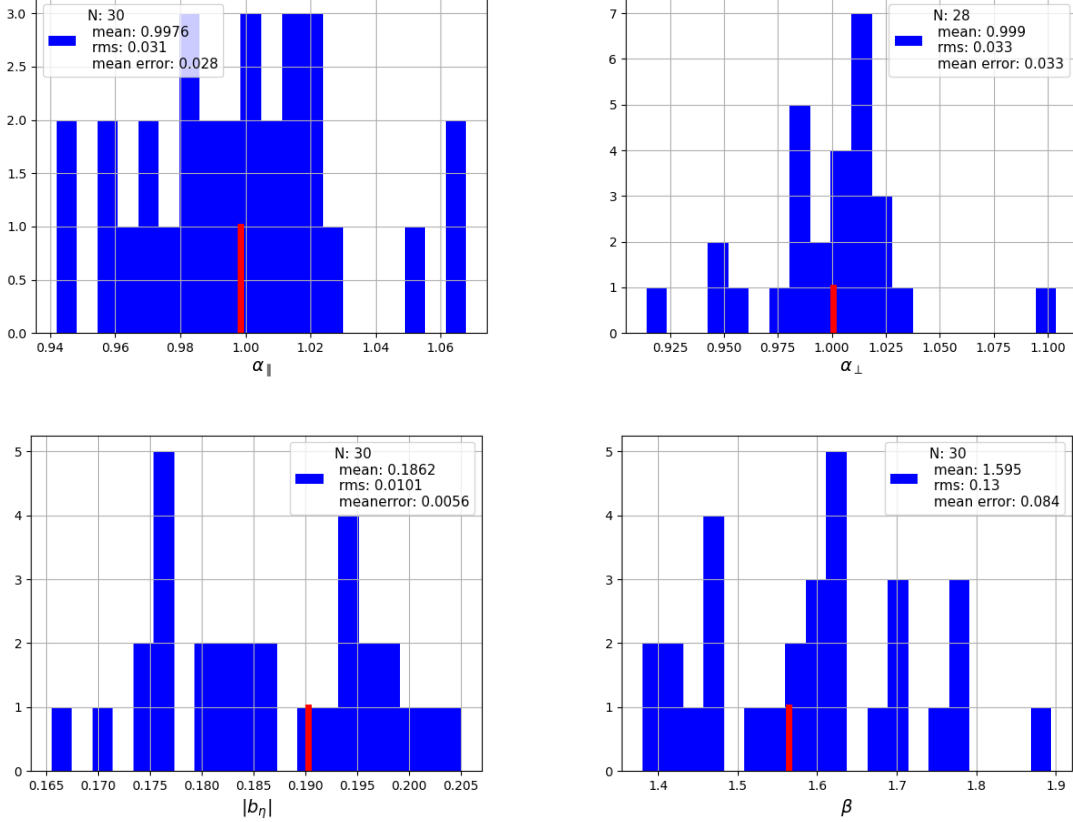 3.0
2.5
2.0
1.5
1.0
0.5
0.0
N: 30
mean: 0.9976
rms: 0.031
mean error: 0.028
0.94 0.96 0.98 1.00 1.02 1.04 1.06
α∥
7
6
5
4
3
2
1
0
N: 28
mean: 0.999
rms: 0.033
mean error: 0.033
0.925 0.950 0.975 1.000 1.025 1.050 1.075 1.100
α⊥
5
4
3
2
1
0
N: 30
mean: 0.1862
rms: 0.0101
meanerror: 0.0056
0.165 0.170 0.175 0.180 0.185 0.190 0.195 0.200 0.205
|bη|
5
4
3
2
1
0
N: 30
mean: 1.595
rms: 0.13
mean error: 0.084
1.4 1.5 1.6 1.7 1.8 1.9
β